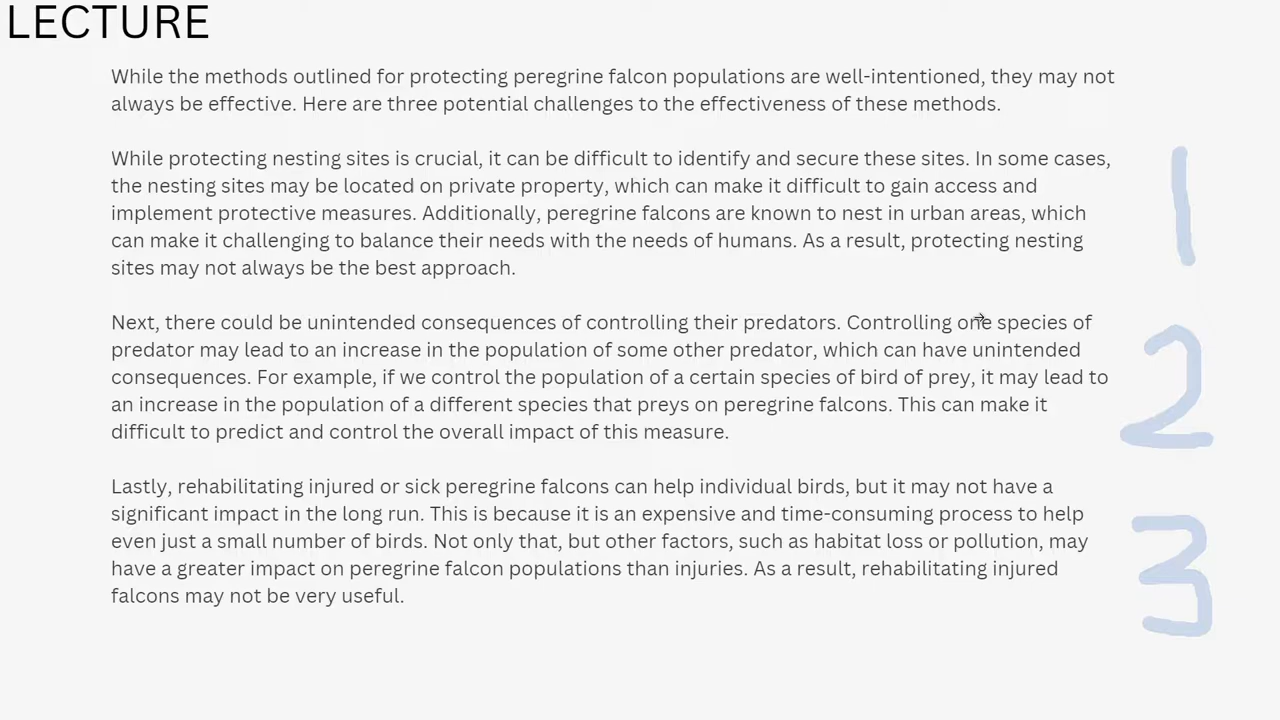 LECTURE
While the methods outlined for protecting peregrine falcon populations are well-intentioned, they may not
always be effective. Here are three potential challenges to the effectiveness of these methods.
While protecting nesting sites is crucial, it can be difficult to identify and secure these sites. In some cases,
the nesting sites may be located on private property, which can make it difficult to gain access and
implement protective measures. Additionally, peregrine falcons are known to nest in urban areas, which
can make it challenging to balance their needs with the needs of humans. As a result, protecting nesting
sites may not always be the best approach.
1
Next, there could be unintended consequences of controlling their predators. Controlling one species of
predator may lead to an increase in the population of some other predator, which can have unintended
consequences. For example, if we control the population of a certain species of bird of prey, it may lead to
an increase in the population of a different species that preys on peregrine falcons. This can make it
difficult to predict and control the overall impact of this measure.
2
Lastly, rehabilitating injured or sick peregrine falcons can help individual birds, but it may not have a
significant impact in the long run. This is because it is an expensive and time-consuming process to help
even just a small number of birds. Not only that, but other factors, such as habitat loss or pollution, may
have a greater impact on peregrine falcon populations than injuries. As a result, rehabilitating injured
falcons may not be very useful.
3